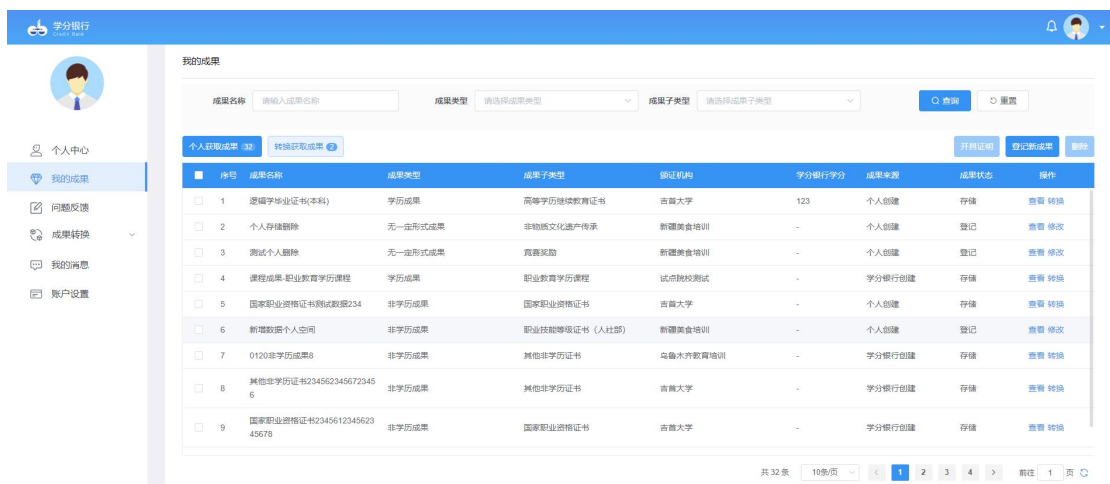 学分银行
Credit Bank
我的成果
成果名称 请输入成果名称 成果类型 请选择成果类型 成果子类型 请选择成果子类型 查询 重置
个人中心
我的成果
问题反馈
成果转换
我的消息
账户设置
个人获取成果 32 转换获取成果 2 开具证明 登记新成果 删除
序号 成果名称 成果类型 成果子类型 颁证机构 学分银行学分 成果来源 成果状态 操作
1 逻辑学毕业证书(本科) 学历成果 高等学历继续教育证书 吉首大学 123 个人创建 存储 查看 转换
2 个人存储删除 无一定形式成果 非物质文化遗产传承 新疆美食培训 - 个人创建 登记 查看 修改
3 测试个人删除 无一定形式成果 竞赛奖励 新疆美食培训 - 个人创建 登记 查看 修改
4 课程成果-职业教育学历课程 学历成果 职业教育学历课程 试点院校测试 - 学分银行创建 存储 查看 转换
5 国家职业资格证书测试数据234 非学历成果 国家职业资格证书 吉首大学 - 个人创建 存储 查看 转换
6 新增数据个人空间 非学历成果 职业技能等级证书（人社部） 新疆美食培训 - 个人创建 登记 查看 修改
7 0120非学历成果8 非学历成果 其他非学历证书 乌鲁木齐教育培训 - 学分银行创建 存储 查看 转换
8 其他非学历证书234562345672345
6 非学历成果 其他非学历证书 吉首大学 - 学分银行创建 存储 查看 转换
9 国家职业资格证书2345612345623
45678 非学历成果 国家职业资格证书 吉首大学 - 学分银行创建 存储 查看 转换
共 32 条 10条/页 < 1 2 3 4 > 前往 1 页